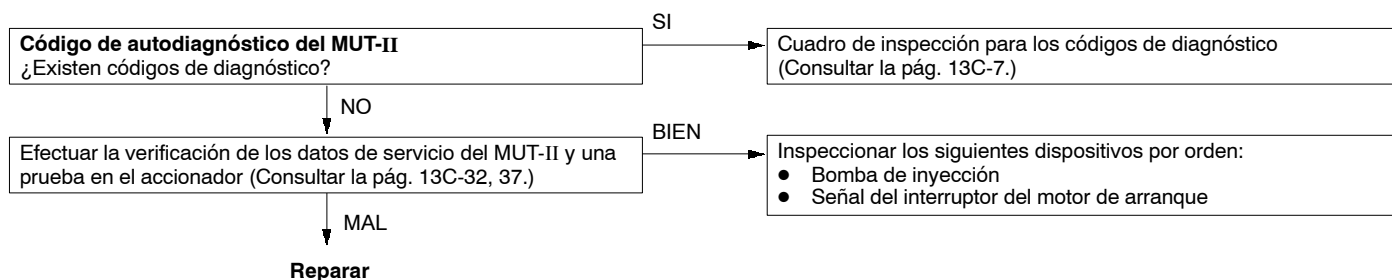 Código de autodiagnóstico del MUT-II
¿Existen códigos de diagnóstico?
SI
Cuadro de inspección para los códigos de diagnóstico
(Consultar la pág. 13C-7.)
NO
Efectuar la verificación de los datos de servicio del MUT-II y una
prueba en el accionador (Consultar la pág. 13C-32, 37.)
BIEN
Inspeccionar los siguientes dispositivos por orden:
● Bomba de inyección
● Señal del interruptor del motor de arranque
MAL
Reparar